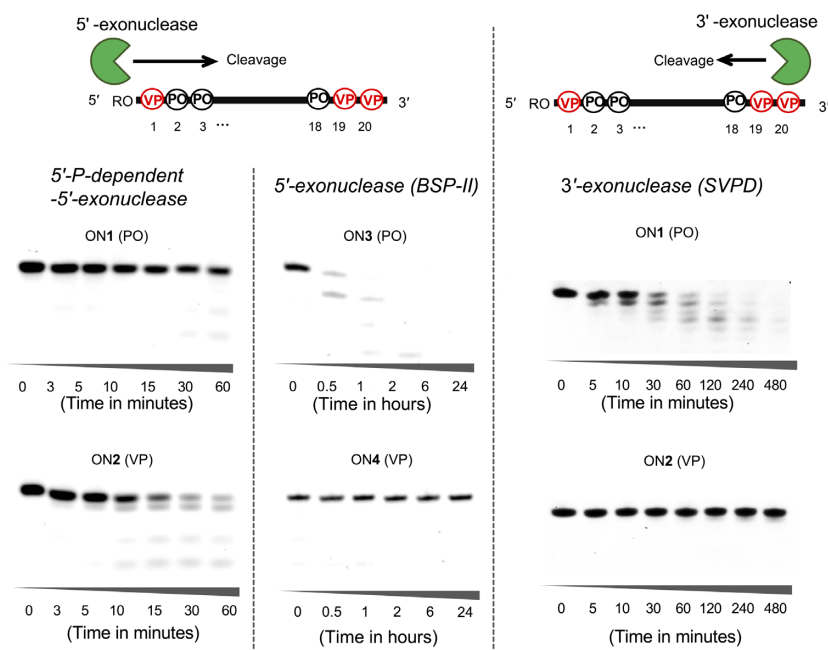 5' -exonuclease
Cleavage
5' RO VP PO PO PO VP VP 3'
1 2 3 ... 18 19 20
3' -exonuclease
Cleavage
5' RO VP PO PO PO VP VP 3'
1 2 3 ... 18 19 20
5'-P-dependent
-5'-exonuclease
ON1 (PO)
0 3 5 10 15 30 60
(Time in minutes)
ON2 (VP)
0 3 5 10 15 30 60
(Time in minutes)
5'-exonuclease (BSP-II)
ON3 (PO)
0 0.5 1 2 6 24
(Time in hours)
ON4 (VP)
0 0.5 1 2 6 24
(Time in hours)
3'-exonuclease (SVPD)
ON1 (PO)
0 5 10 30 60 120 240 480
(Time in minutes)
ON2 (VP)
0 5 10 30 60 120 240 480
(Time in minutes)